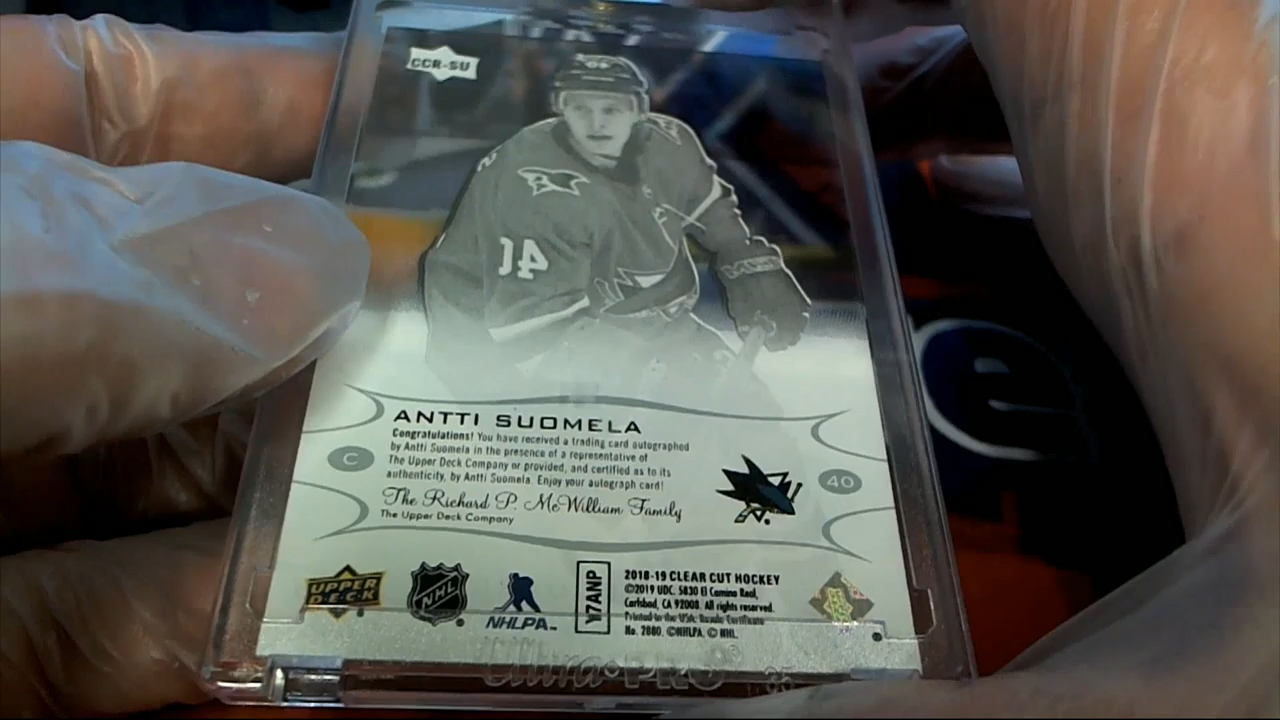 CCR-SU
40
ANTTI SUOMELA
Congratulations! You have received a trading card autographed
by Antti Suomela in the presence of a representative of
The Upper Deck Company or provided, and certified as to its
authenticity, by Antti Suomela. Enjoy your autograph card!
The Richard P. McWilliam Family
The Upper Deck Company
C
40
UPPER
DECK
NHL
NHLPA
Y7ANP
2018-19 CLEAR CUT HOCKEY
©2019 UDC. 5830 El Camino Real,
Carlsbad, CA 92008. All rights reserved.
Printed in the USA. Bondo Certificate
No. 2880. ©NHLPA. © NHL.
Ultra·PRO
e